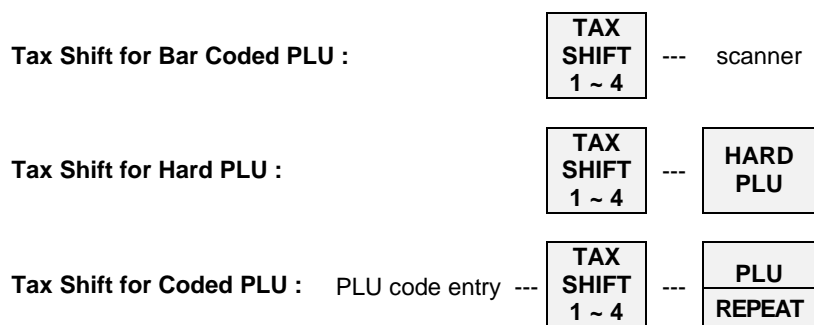 TAX
Tax Shift for Bar Coded PLU : SHIFT --- scanner
1 ~ 4
TAX
Tax Shift for Hard PLU : SHIFT --- HARD
PLU
1 ~ 4
TAX
Tax Shift for Coded PLU : PLU code entry --- SHIFT --- PLU
1 ~ 4 REPEAT